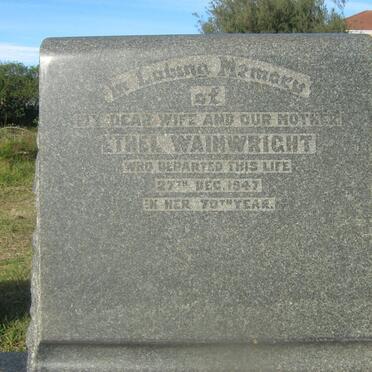 In Loving Memory
of
MY DEAR WIFE AND OUR MOTHER
ETHEL WAINWRIGHT
WHO DEPARTED THIS LIFE
27TH DEC. 1947
IN HER 70TH YEAR.